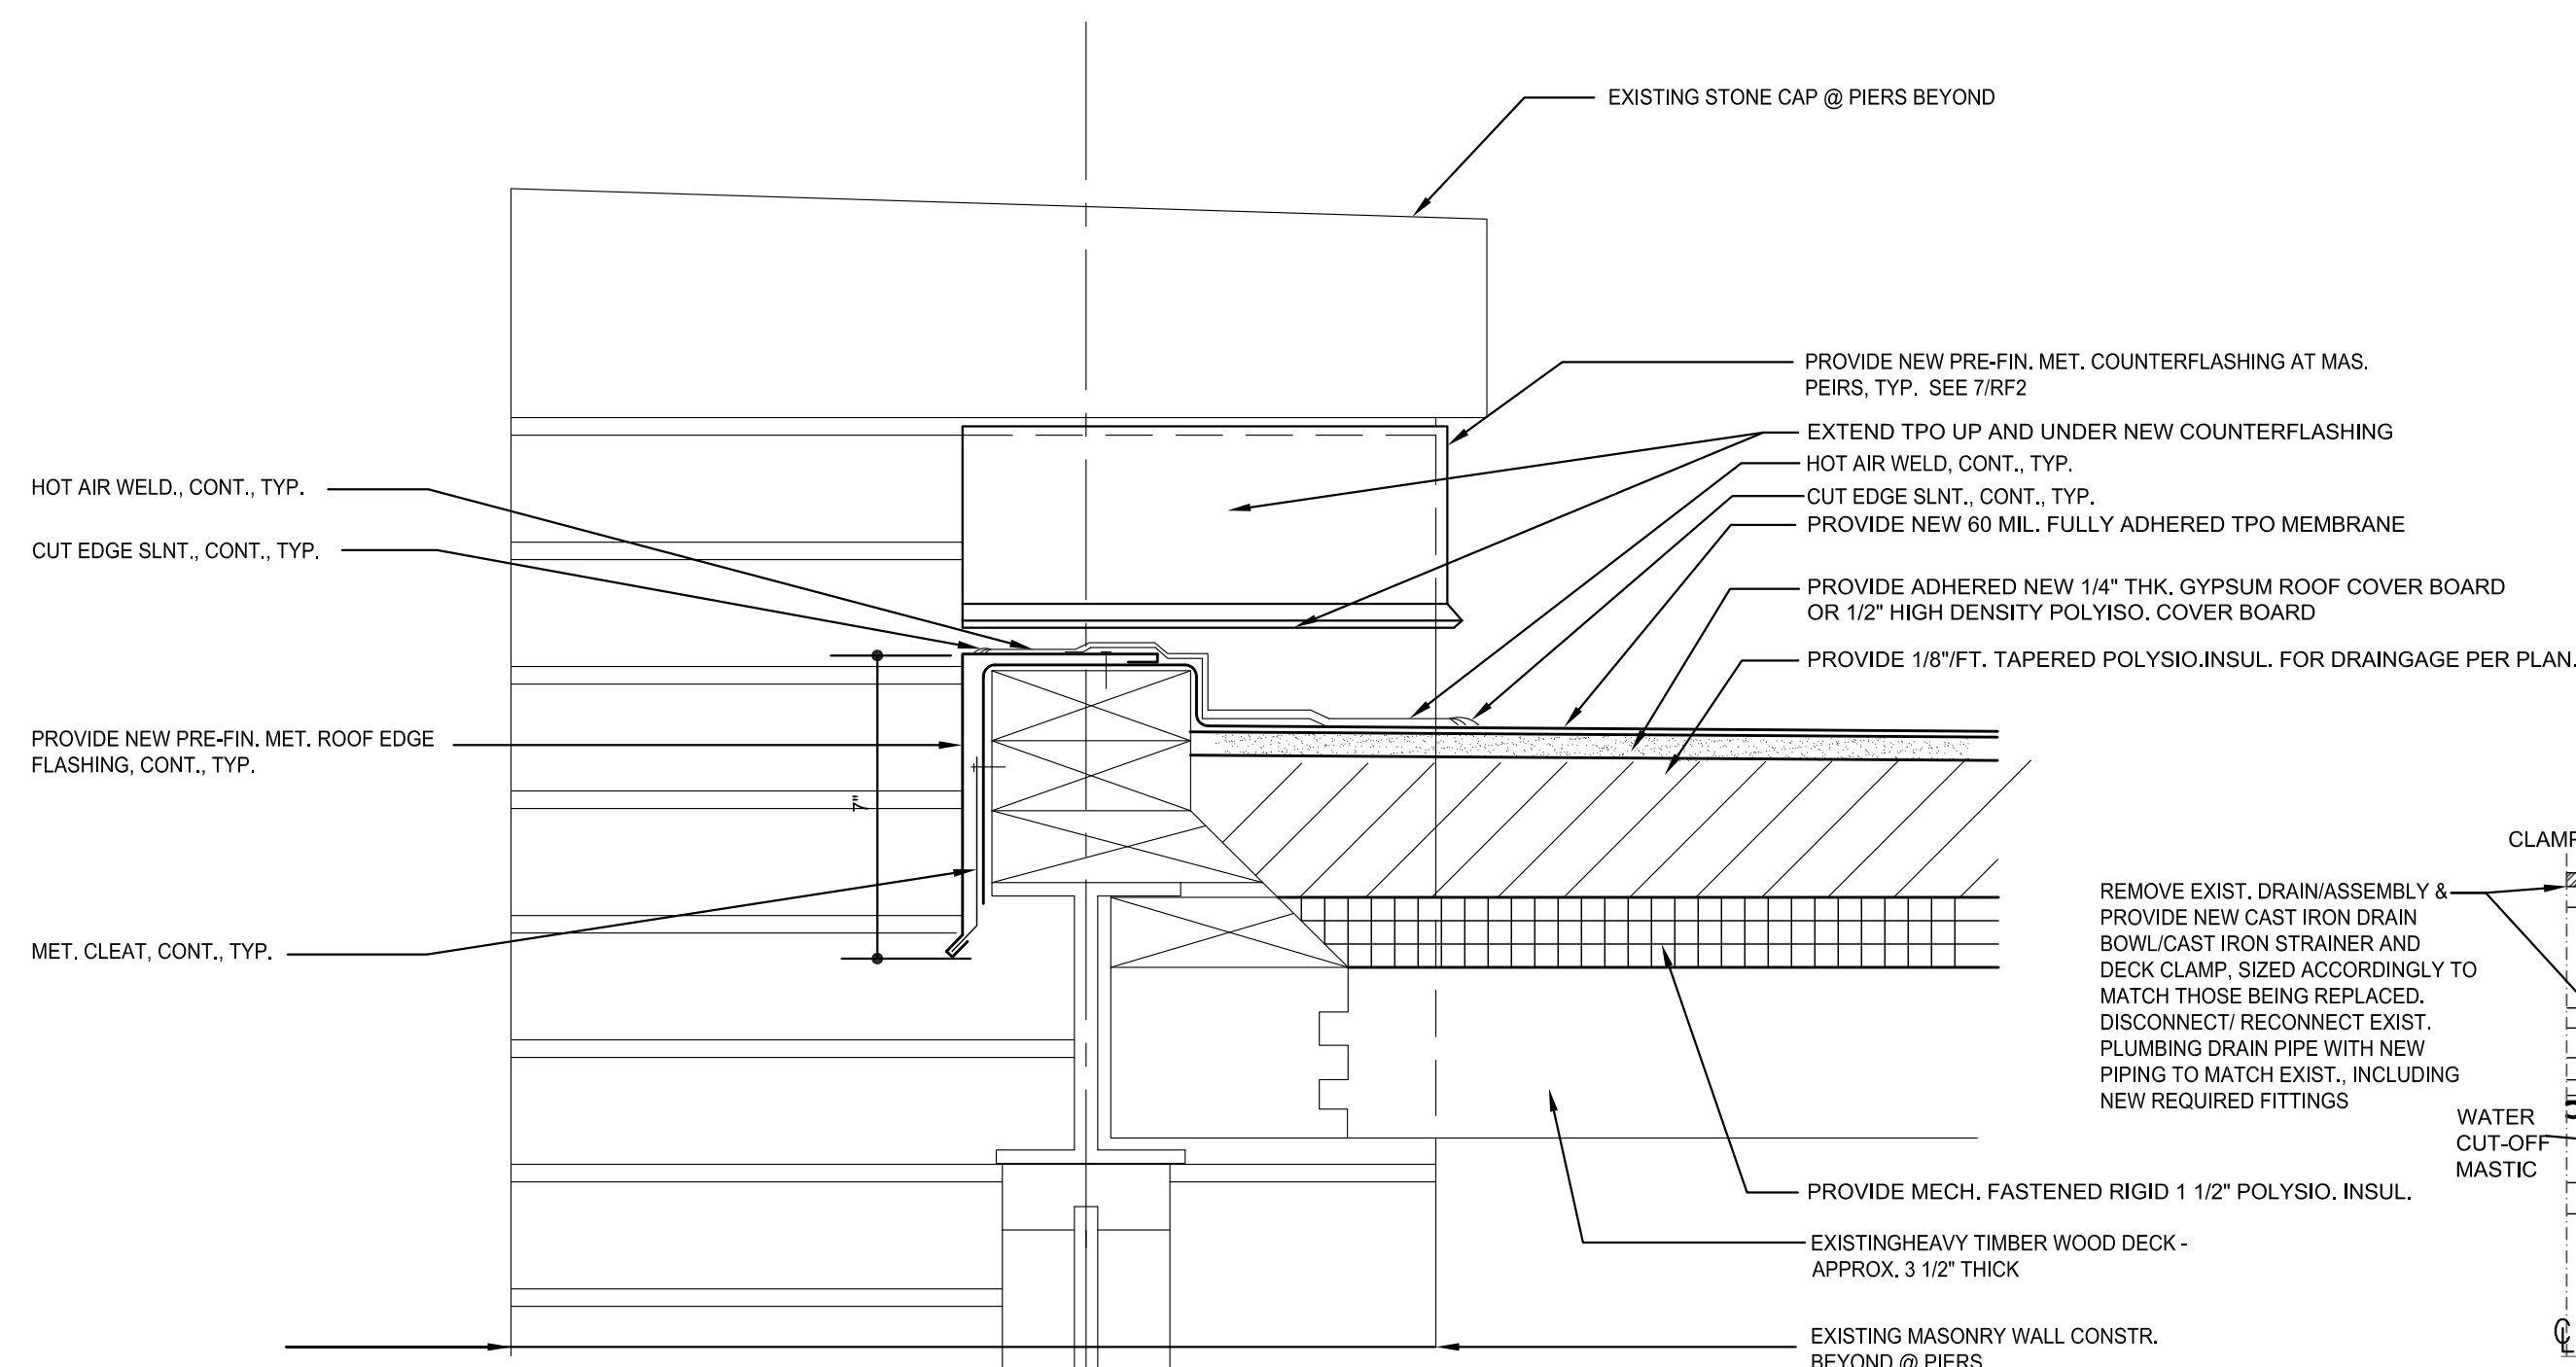 EXISTING STONE CAP @ PIERS BEYOND
PROVIDE NEW PRE-FIN. MET. COUNTERFLASHING AT MAS.
PEIRS, TYP. SEE 7/RF2
EXTEND TPO UP AND UNDER NEW COUNTERFLASHING
HOT AIR WELD, CONT., TYP.
CUT EDGE SLNT., CONT., TYP.
PROVIDE NEW 60 MIL. FULLY ADHERED TPO MEMBRANE
PROVIDE ADHERED NEW 1/4" THK. GYPSUM ROOF COVER BOARD
OR 1/2" HIGH DENSITY POLYISO. COVER BOARD
PROVIDE 1/8"/FT. TAPERED POLYSIO.INSUL. FOR DRAINGAGE PER PLAN.
HOT AIR WELD., CONT., TYP.
CUT EDGE SLNT., CONT., TYP.
PROVIDE NEW PRE-FIN. MET. ROOF EDGE
FLASHING, CONT., TYP.
7"
MET. CLEAT, CONT., TYP.
CLAMP
REMOVE EXIST. DRAIN/ASSEMBLY &
PROVIDE NEW CAST IRON DRAIN
BOWL/CAST IRON STRAINER AND
DECK CLAMP, SIZED ACCORDINGLY TO
MATCH THOSE BEING REPLACED.
DISCONNECT/ RECONNECT EXIST.
PLUMBING DRAIN PIPE WITH NEW
PIPING TO MATCH EXIST., INCLUDING
NEW REQUIRED FITTINGS
WATER
CUT-OFF
MASTIC
PROVIDE MECH. FASTENED RIGID 1 1/2" POLYSIO. INSUL.
EXISTINGHEAVY TIMBER WOOD DECK -
APPROX. 3 1/2" THICK
EXISTING MASONRY WALL CONSTR.
BEYOND @ PIERS
℄